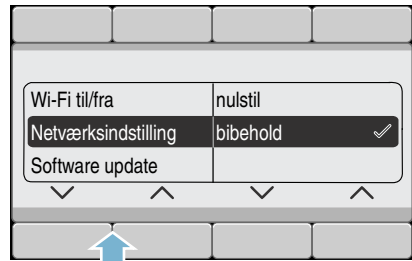 Wi-Fi til/fra nulstil
Netværksindstilling bibehold
Software update